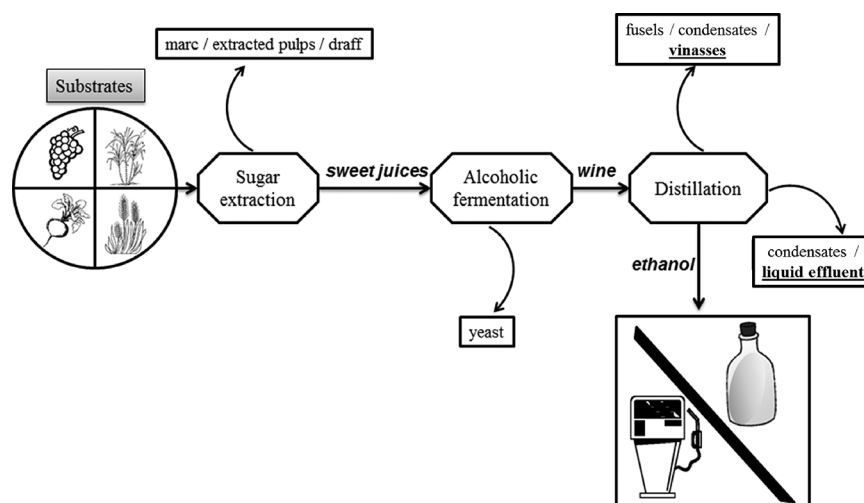 marc / extracted pulps / draff
fusels / condensates /
vinasses
Substrates
Sugar
extraction
sweet juices
Alcoholic
fermentation
wine
Distillation
ethanol
condensates /
liquid effluent
yeast